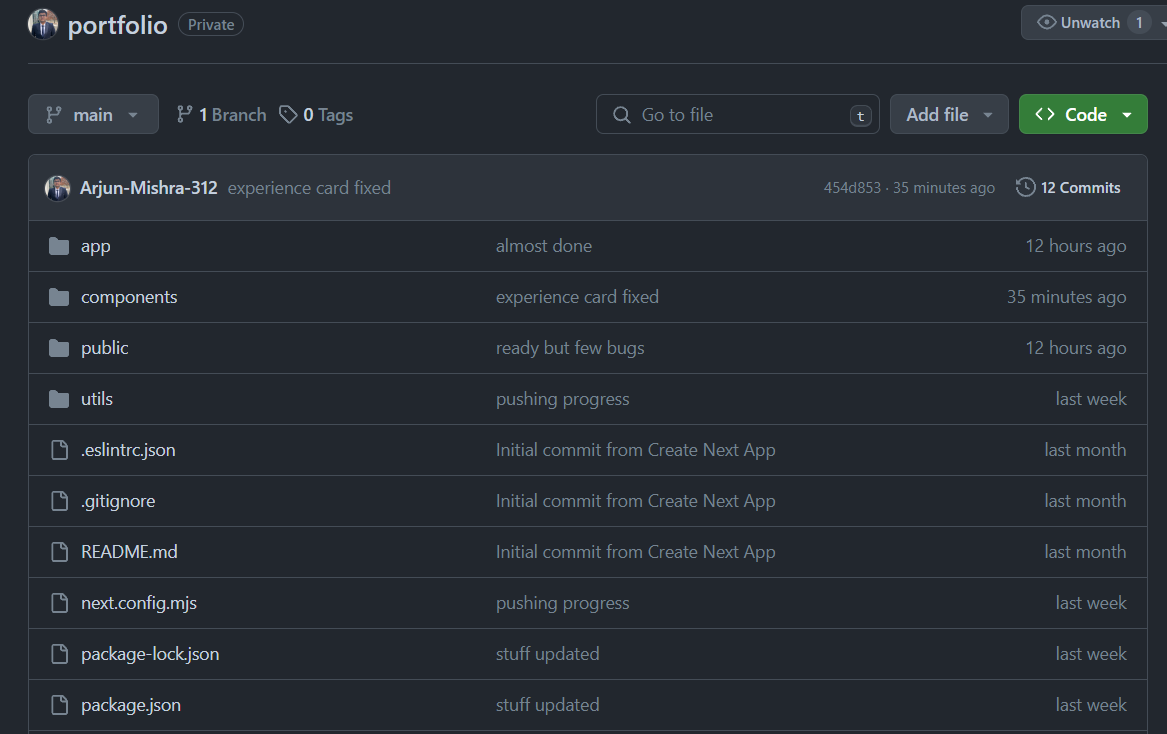 portfolio Private Unwatch 1
main 1 Branch 0 Tags Go to file t Add file Code
Arjun-Mishra-312 experience card fixed 454d853 · 35 minutes ago 12 Commits
app almost done 12 hours ago
components experience card fixed 35 minutes ago
public ready but few bugs 12 hours ago
utils pushing progress last week
.eslintrc.json Initial commit from Create Next App last month
.gitignore Initial commit from Create Next App last month
README.md Initial commit from Create Next App last month
next.config.mjs pushing progress last week
package-lock.json stuff updated last week
package.json stuff updated last week